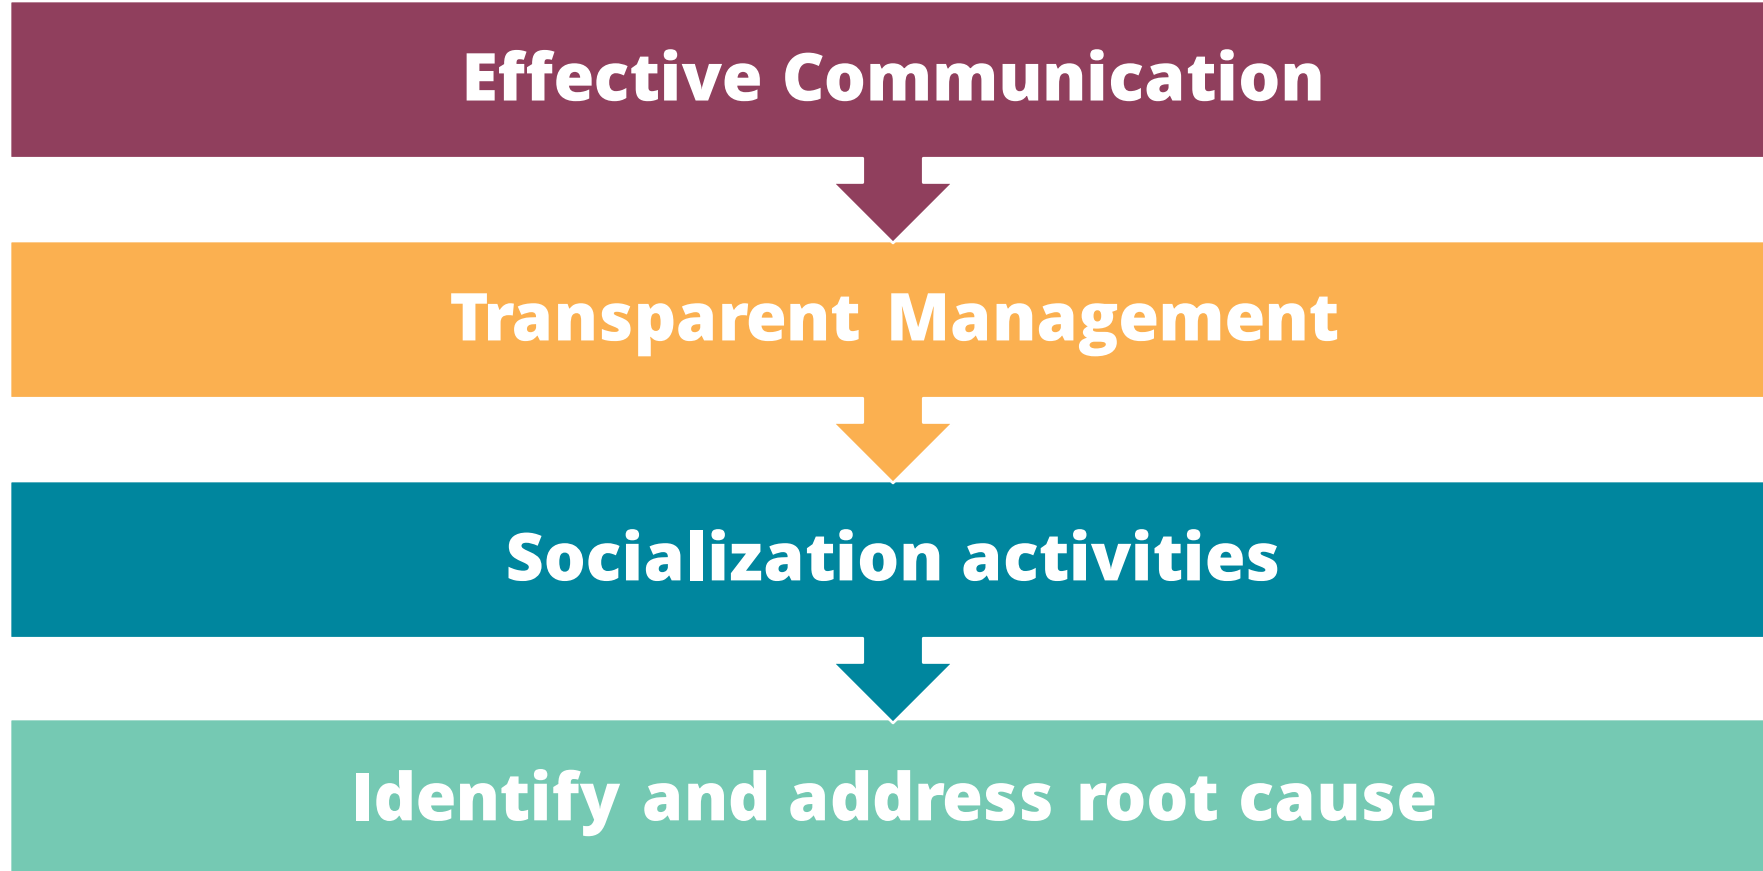 Effective Communication
Transparent Management
Socialization activities
Identify and address root cause